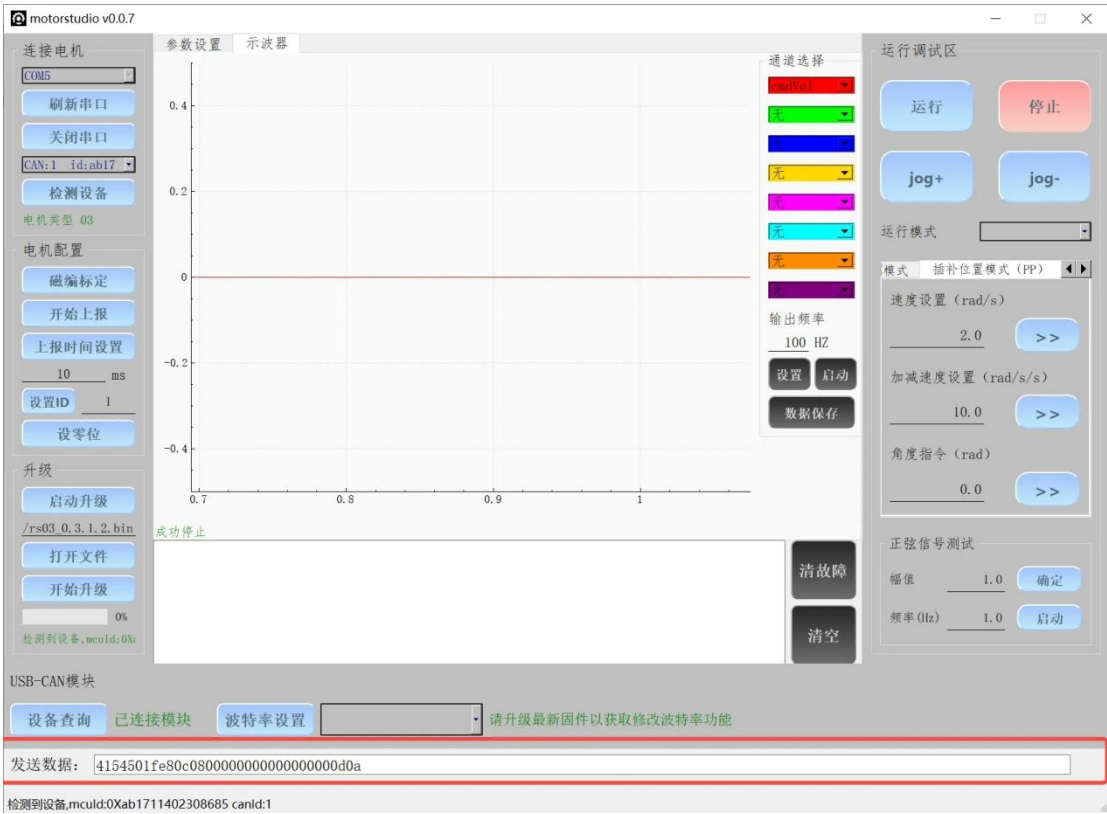 motorstudio v0.0.7
连接电机
COM5
刷新串口
关闭串口
CAN:1 id:ab17
检测设备
电机类型 03
电机配置
磁编标定
开始上报
上报时间设置
10 ms
设置ID 1
设零位
升级
启动升级
/rs03_0.3.1.2.bin
打开文件
开始升级
0%
检测到设备,mcuId:0Xa
参数设置 示波器
0.4
0.2
0
-0.2
-0.4
0.7 0.8 0.9 1
成功停止
清故障
清空
通道选择
cmdVel
无
无
无
无
无
输出频率
100 HZ
设置 启动
数据保存
运行调试区
运行 停止
jog+ jog-
运行模式
模式 插补位置模式（PP）
速度设置（rad/s）
2.0 >>
加减速度设置（rad/s/s）
10.0 >>
角度指令（rad）
0.0 >>
正弦信号测试
幅值 1.0 确定
频率(Hz) 1.0 启动
USB-CAN模块
设备查询 已连接模块 波特率设置 请升级最新固件以获取修改波特率功能
发送数据：
检测到设备,mcuId:0Xab1711402308685 canId:1